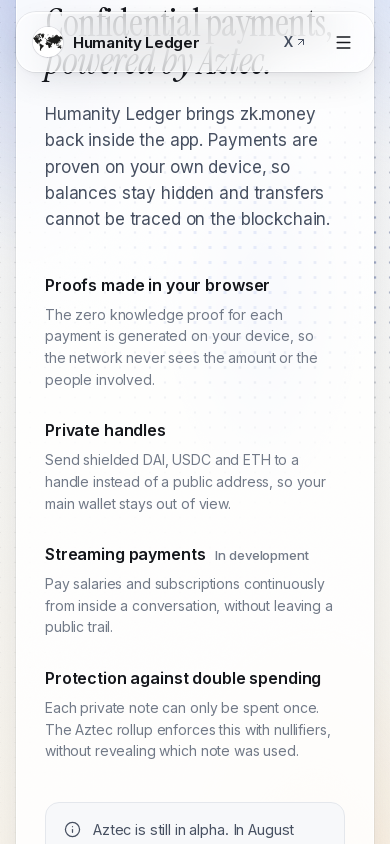 Confidential payments,
Humanity Ledger
X
powered by Aztec.
Humanity Ledger brings zk.money
back inside the app. Payments are
proven on your own device, so
balances stay hidden and transfers
cannot be traced on the blockchain.
Proofs made in your browser
The zero knowledge proof for each
payment is generated on your device, so
the network never sees the amount or the
people involved.
Private handles
Send shielded DAI, USDC and ETH to a
handle instead of a public address, so your
main wallet stays out of view.
Streaming payments In development
Pay salaries and subscriptions continuously
from inside a conversation, without leaving a
public trail.
Protection against double spending
Each private note can only be spent once.
The Aztec rollup enforces this with nullifiers,
without revealing which note was used.
Aztec is still in alpha. In August